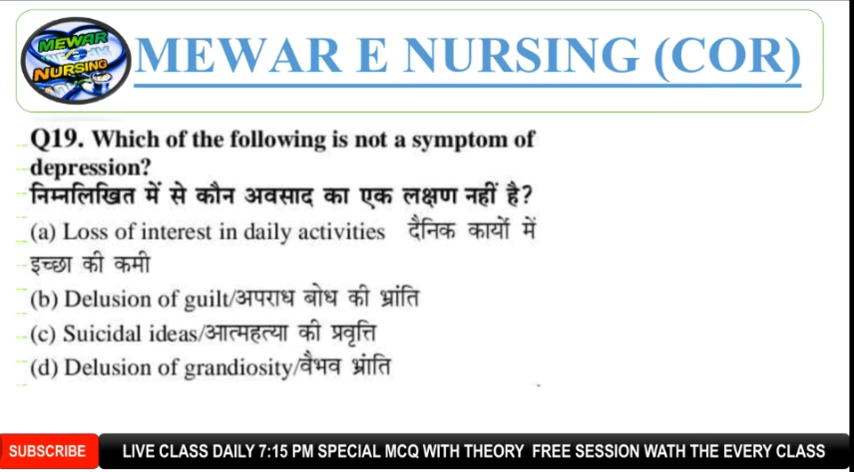 MEWAR
NURSING
MEWAR E NURSING (COR)
Q19. Which of the following is not a symptom of
depression?
निम्नलिखित में से कौन अवसाद का एक लक्षण नहीं है?
(a) Loss of interest in daily activities दैनिक कार्यों में
इच्छा की कमी
(b) Delusion of guilt/अपराध बोध की भ्रांति
(c) Suicidal ideas/आत्महत्या की प्रवृत्ति
(d) Delusion of grandiosity/वैभव भ्रांति
SUBSCRIBE LIVE CLASS DAILY 7:15 PM SPECIAL MCQ WITH THEORY FREE SESSION WATH THE EVERY CLASS